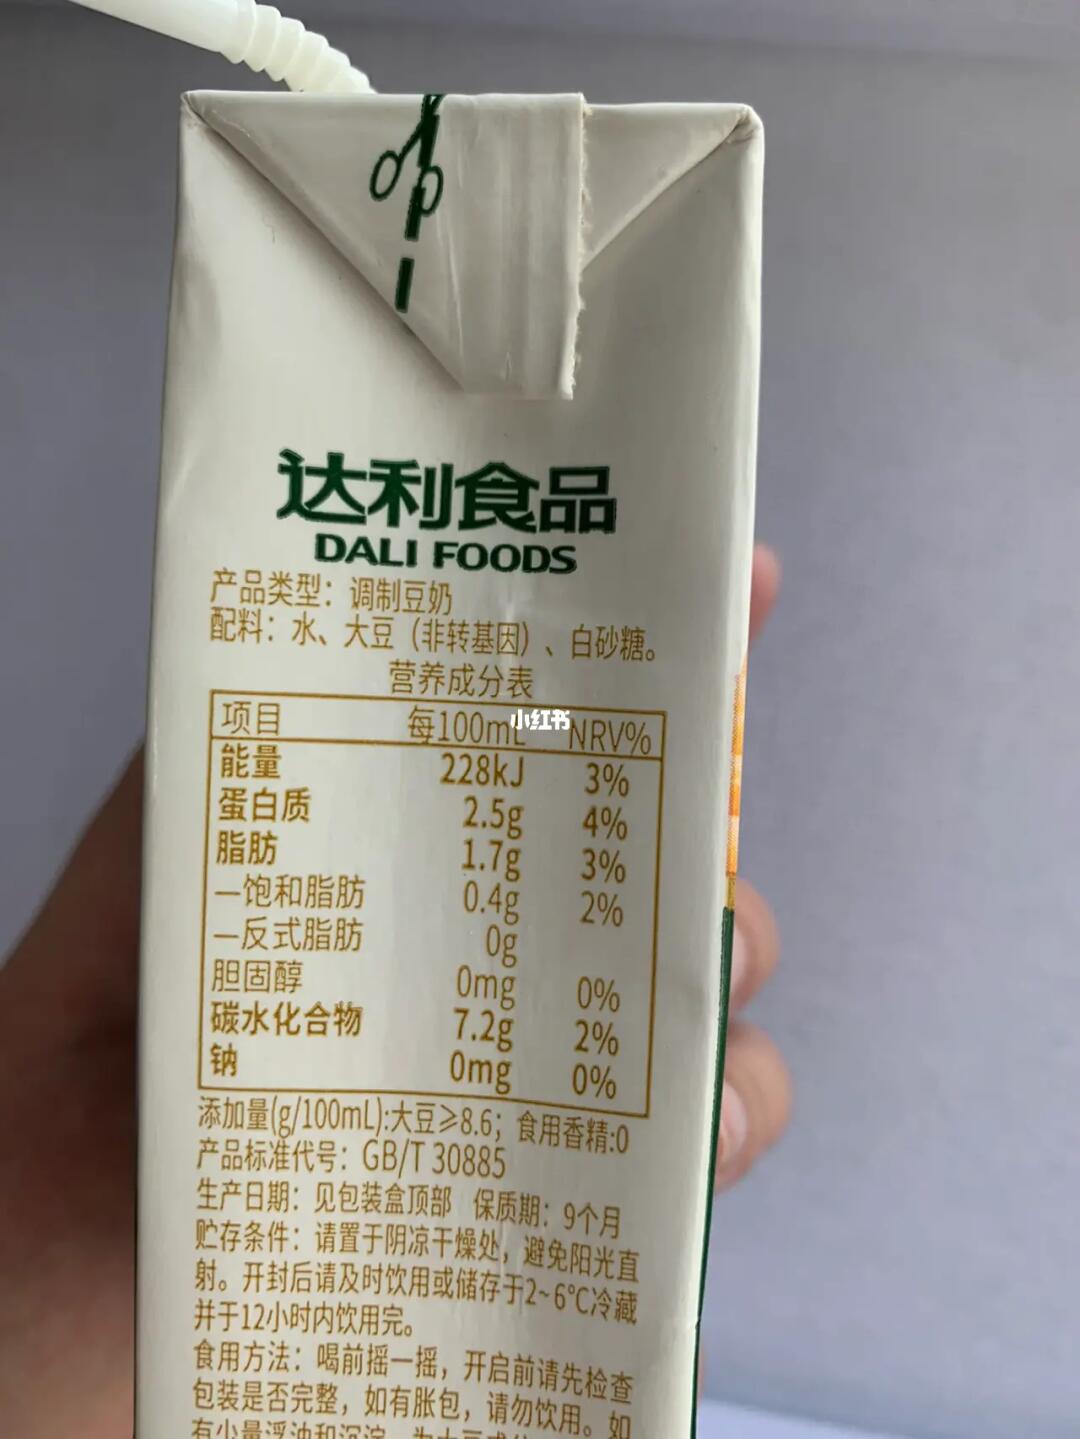 达利食品
DALI FOODS
产品类型：调制豆奶
配料：水、大豆（非转基因）、白砂糖。
营养成分表
项目 每100mL NRV%
小红书
能量 228kJ 3%
蛋白质 2.5g 4%
脂肪 1.7g 3%
—饱和脂肪 0.4g 2%
—反式脂肪 0g
胆固醇 0mg 0%
碳水化合物 7.2g 2%
钠 0mg 0%
添加量(g/100mL):大豆≥8.6；食用香精:0
产品标准代号：GB/T 30885
生产日期：见包装盒顶部 保质期：9个月
贮存条件：请置于阴凉干燥处，避免阳光直
射。开封后请及时饮用或储存于2~6℃冷藏
并于12小时内饮用完。
食用方法：喝前摇一摇，开启前请先检查
包装是否完整，如有胀包，请勿饮用。如
有少量浮油和沉淀